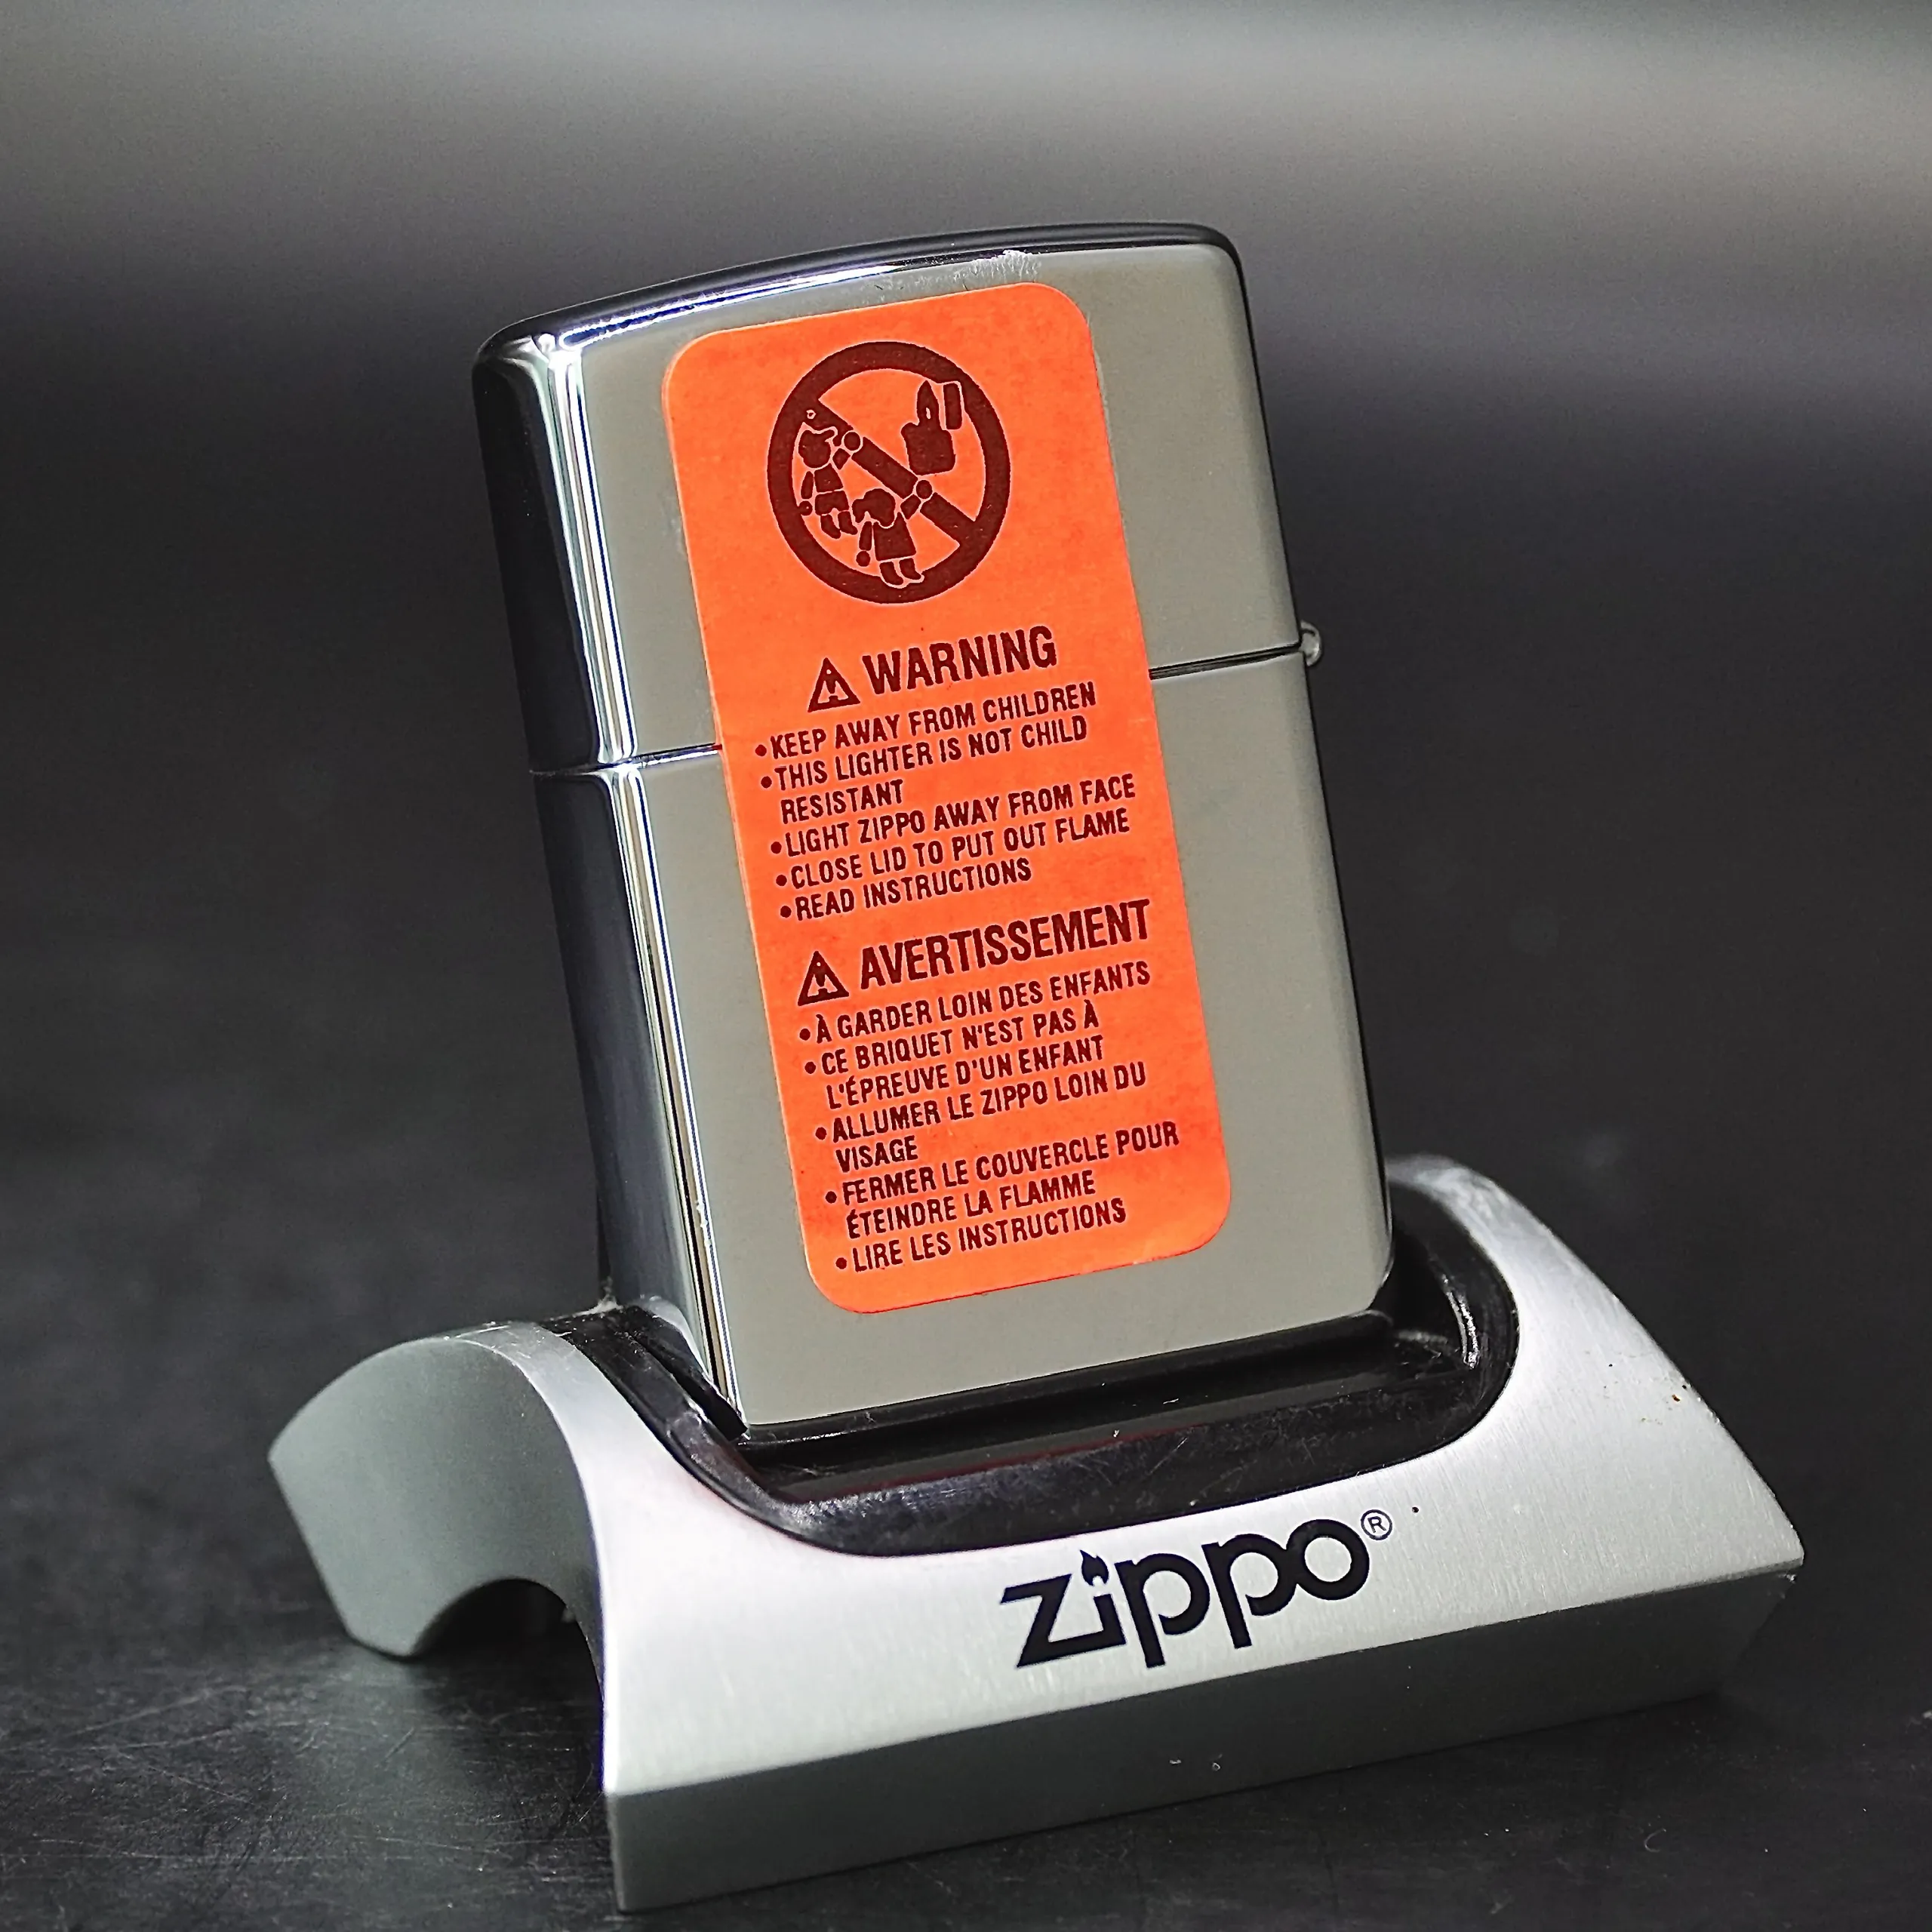 WARNING
•KEEP AWAY FROM CHILDREN
•THIS LIGHTER IS NOT CHILD
RESISTANT
•LIGHT ZIPPO AWAY FROM FACE
•CLOSE LID TO PUT OUT FLAME
•READ INSTRUCTIONS
AVERTISSEMENT
•À GARDER LOIN DES ENFANTS
•CE BRIQUET N'EST PAS À
L'ÉPREUVE D'UN ENFANT
•ALLUMER LE ZIPPO LOIN DU
VISAGE
•FERMER LE COUVERCLE POUR
ÉTEINDRE LA FLAMME
•LIRE LES INSTRUCTIONS
zippo®